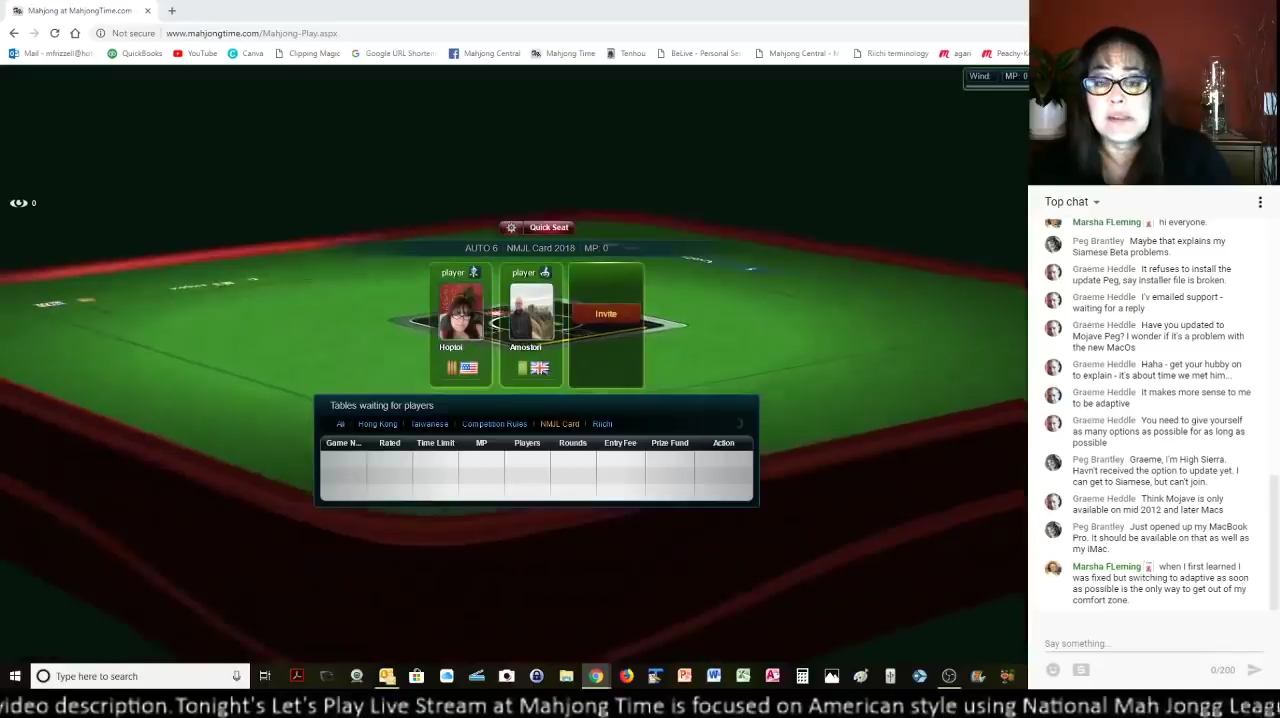 Mahjong at MahjongTime.com
Not secure | www.mahjongtime.com/Mahjong-Play.aspx
Mail - mfrizzell@hot
QuickBooks
YouTube
Canva
Clipping Magic
Google URL Shorten
Mahjong Central
Mahjong Time
Tenhou
BeLive - Personal Se
Mahjong Central - M
Riichi terminology
agari
Peachy-K
Wind:
MP: 0
0
Quick Seat
AUTO 6 | NMJL Card 2018 | MP: 0
player
player
Invite
Hoptoi
Amostori
Tables waiting for players
All | Hong Kong | Taiwanese | Competition Rules | NMJL Card | Riichi
Game N... Rated Time Limit MP Players Rounds Entry Fee Prize Fund Action
Top chat
Marsha FLeming hi everyone.
Peg Brantley Maybe that explains my
Siamese Beta problems.
Graeme Heddle It refuses to install the
update Peg, say installer file is broken.
Graeme Heddle I'v emailed support -
waiting for a reply
Graeme Heddle Have you updated to
Mojave Peg? I wonder if it's a problem with
the new MacOs
Graeme Heddle Haha - get your hubby on
to explain - it's about time we met him...
Graeme Heddle It makes more sense to me
to be adaptive
Graeme Heddle You need to give yourself
as many options as possible for as long as
possible
Peg Brantley Graeme, I'm High Sierra.
Havn't received the option to update yet. I
can get to Siamese, but can't join.
Graeme Heddle Think Mojave is only
available on mid 2012 and later Macs
Peg Brantley Just opened up my MacBook
Pro. It should be available on that as well as
my iMac.
Marsha FLeming when I first learned I
was fixed but switching to adaptive as soon
as possible is the only way to get out of my
comfort zone.
Say something...
0/200
Type here to search
video description. Tonight's Let's Play Live Stream at Mahjong Time is focused on American style using National Mah Jongg Leag